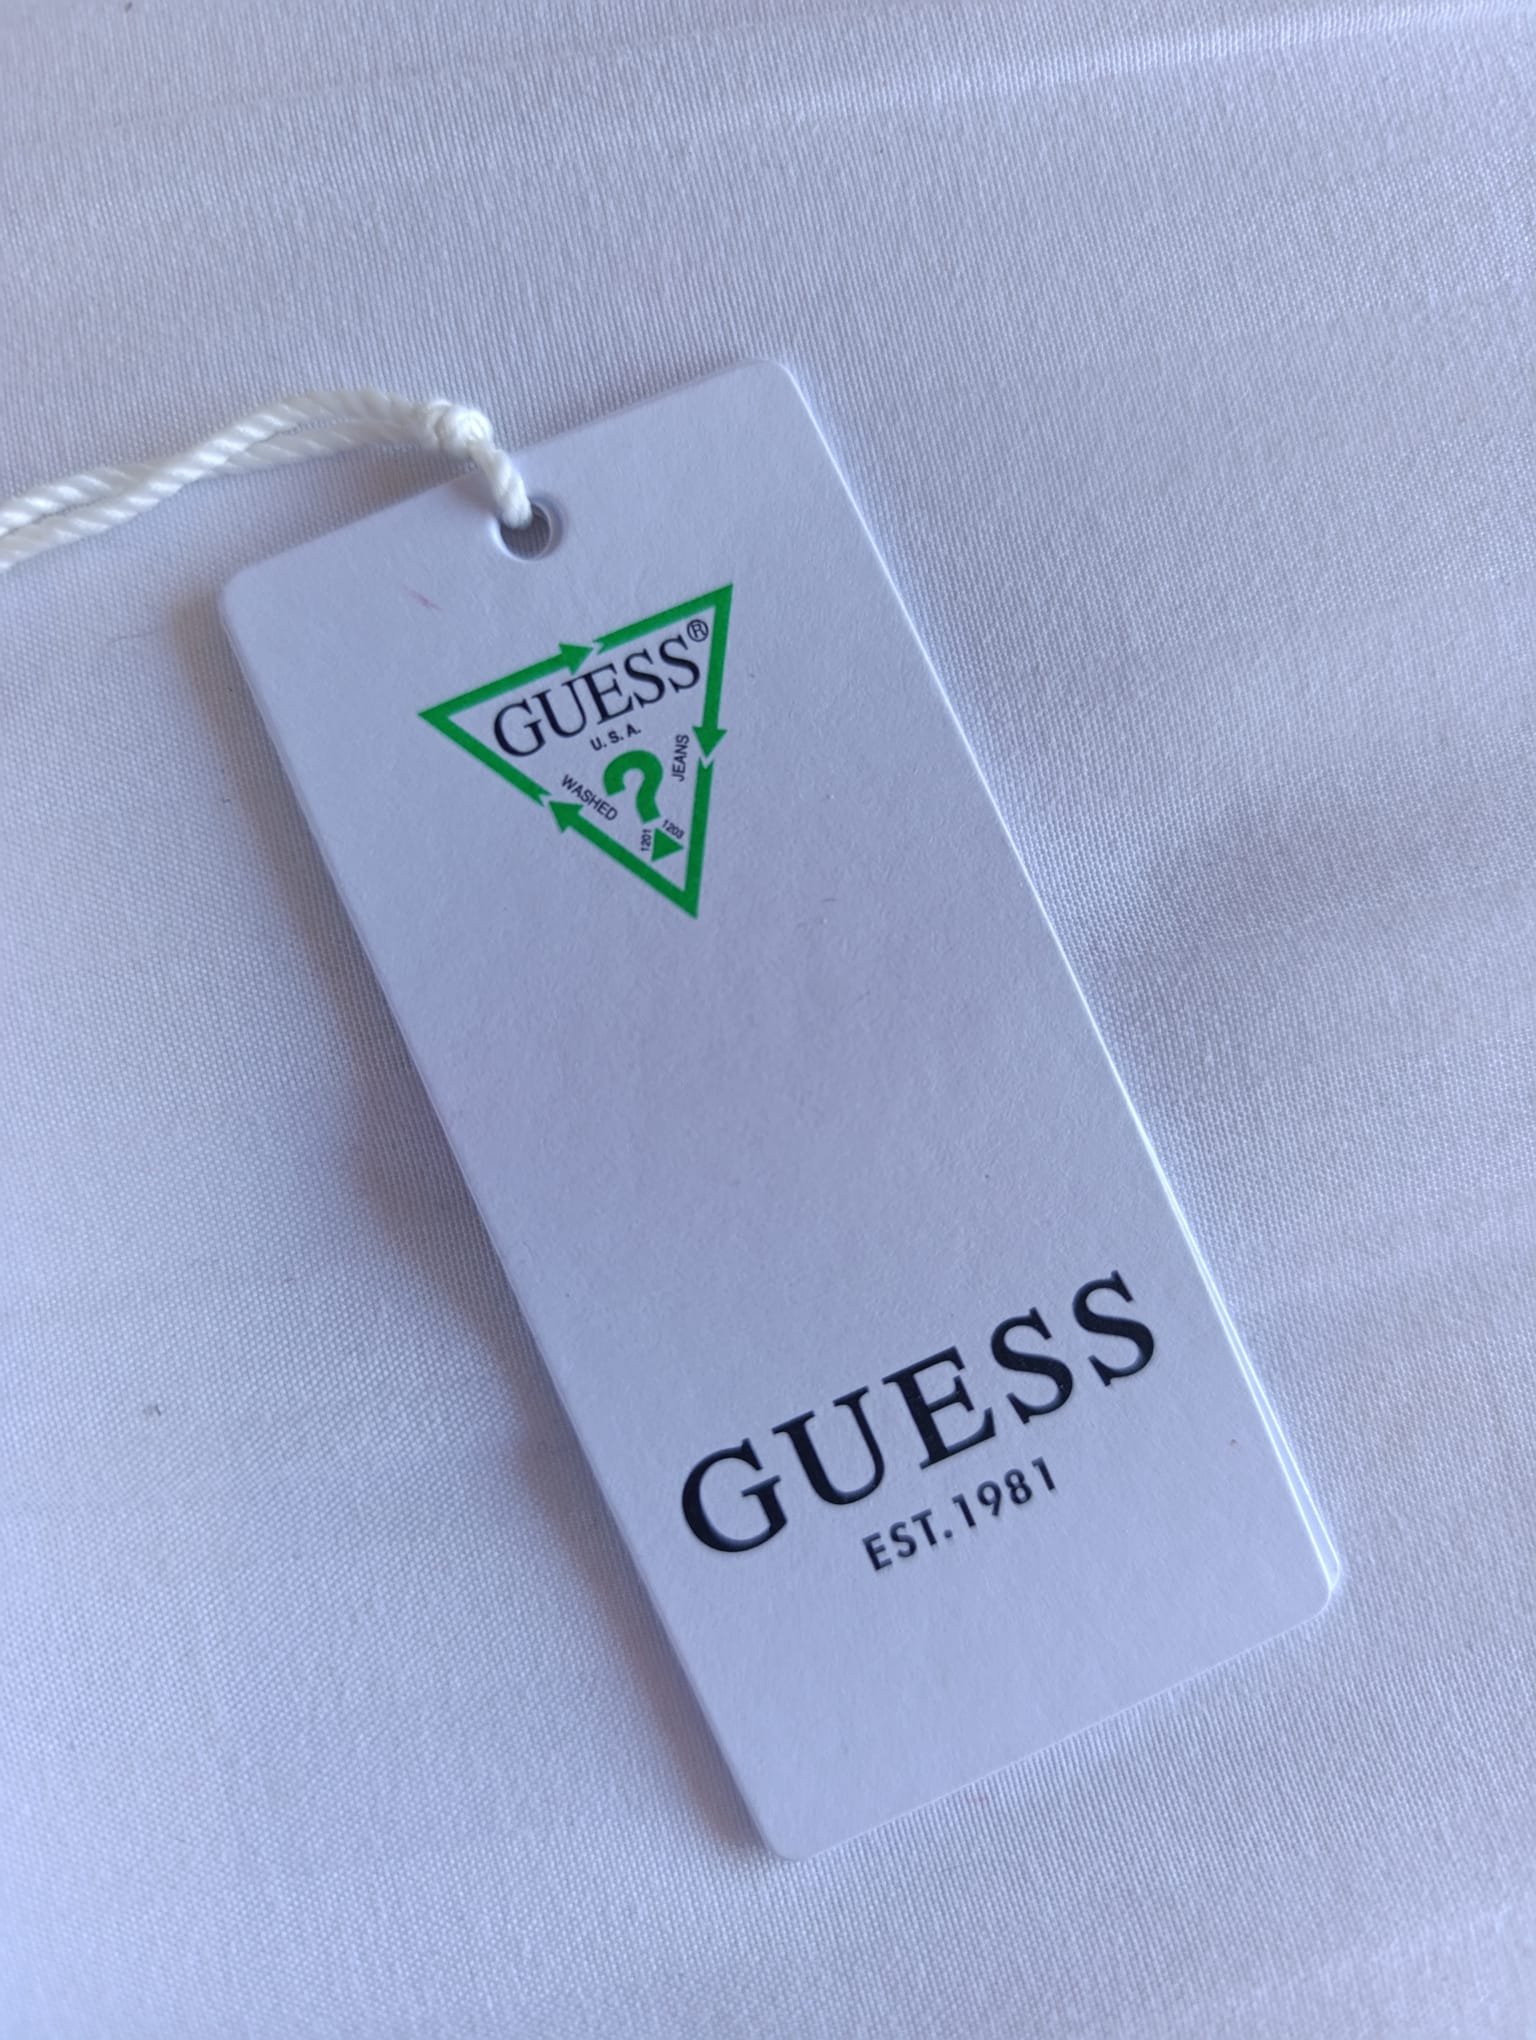 GUESS®
U.S.A.
?
WASHED
JEANS
1201
1203
GUESS
EST.1981